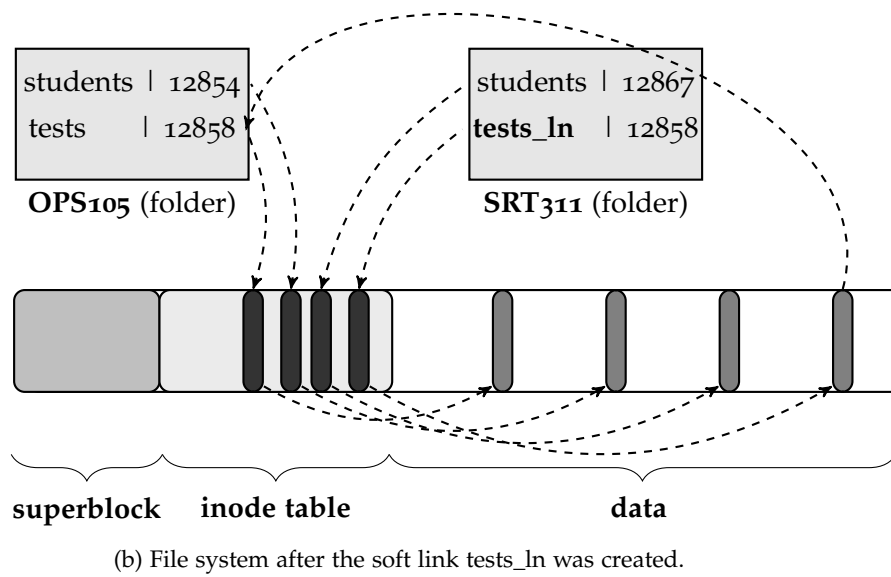 students | 12854
tests | 12858
OPS105 (folder)
students | 12867
tests_ln | 12858
SRT311 (folder)
superblock inode table data
(b) File system after the soft link tests_ln was created.